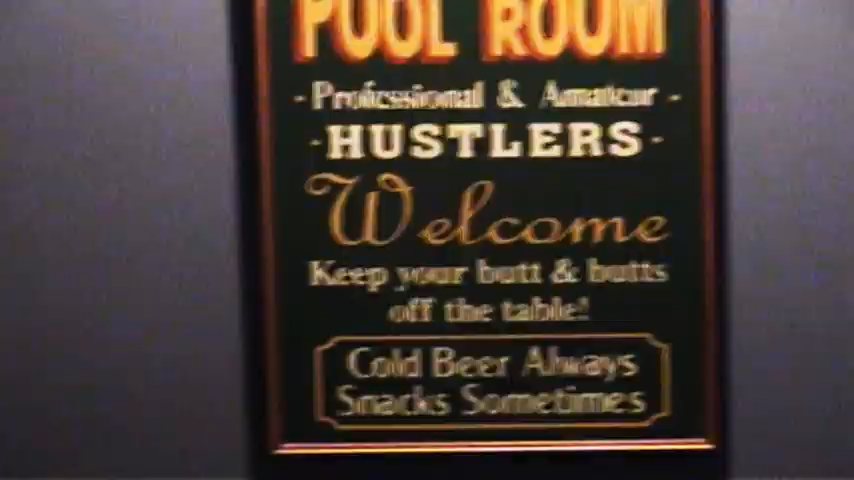 POOL ROOM
- Professional & Amateur -
· HUSTLERS ·
Welcome
Keep your butt & butts
off the table!
Cold Beer Always
Snacks Sometimes